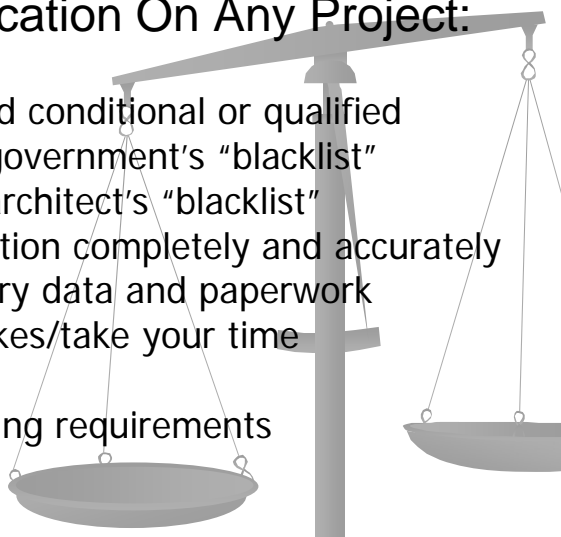 cation On Any Project:
d conditional or qualified
government's “blacklist”
architect's “blacklist”
tion completely and accurately
ry data and paperwork
kes/take your time
ng requirements